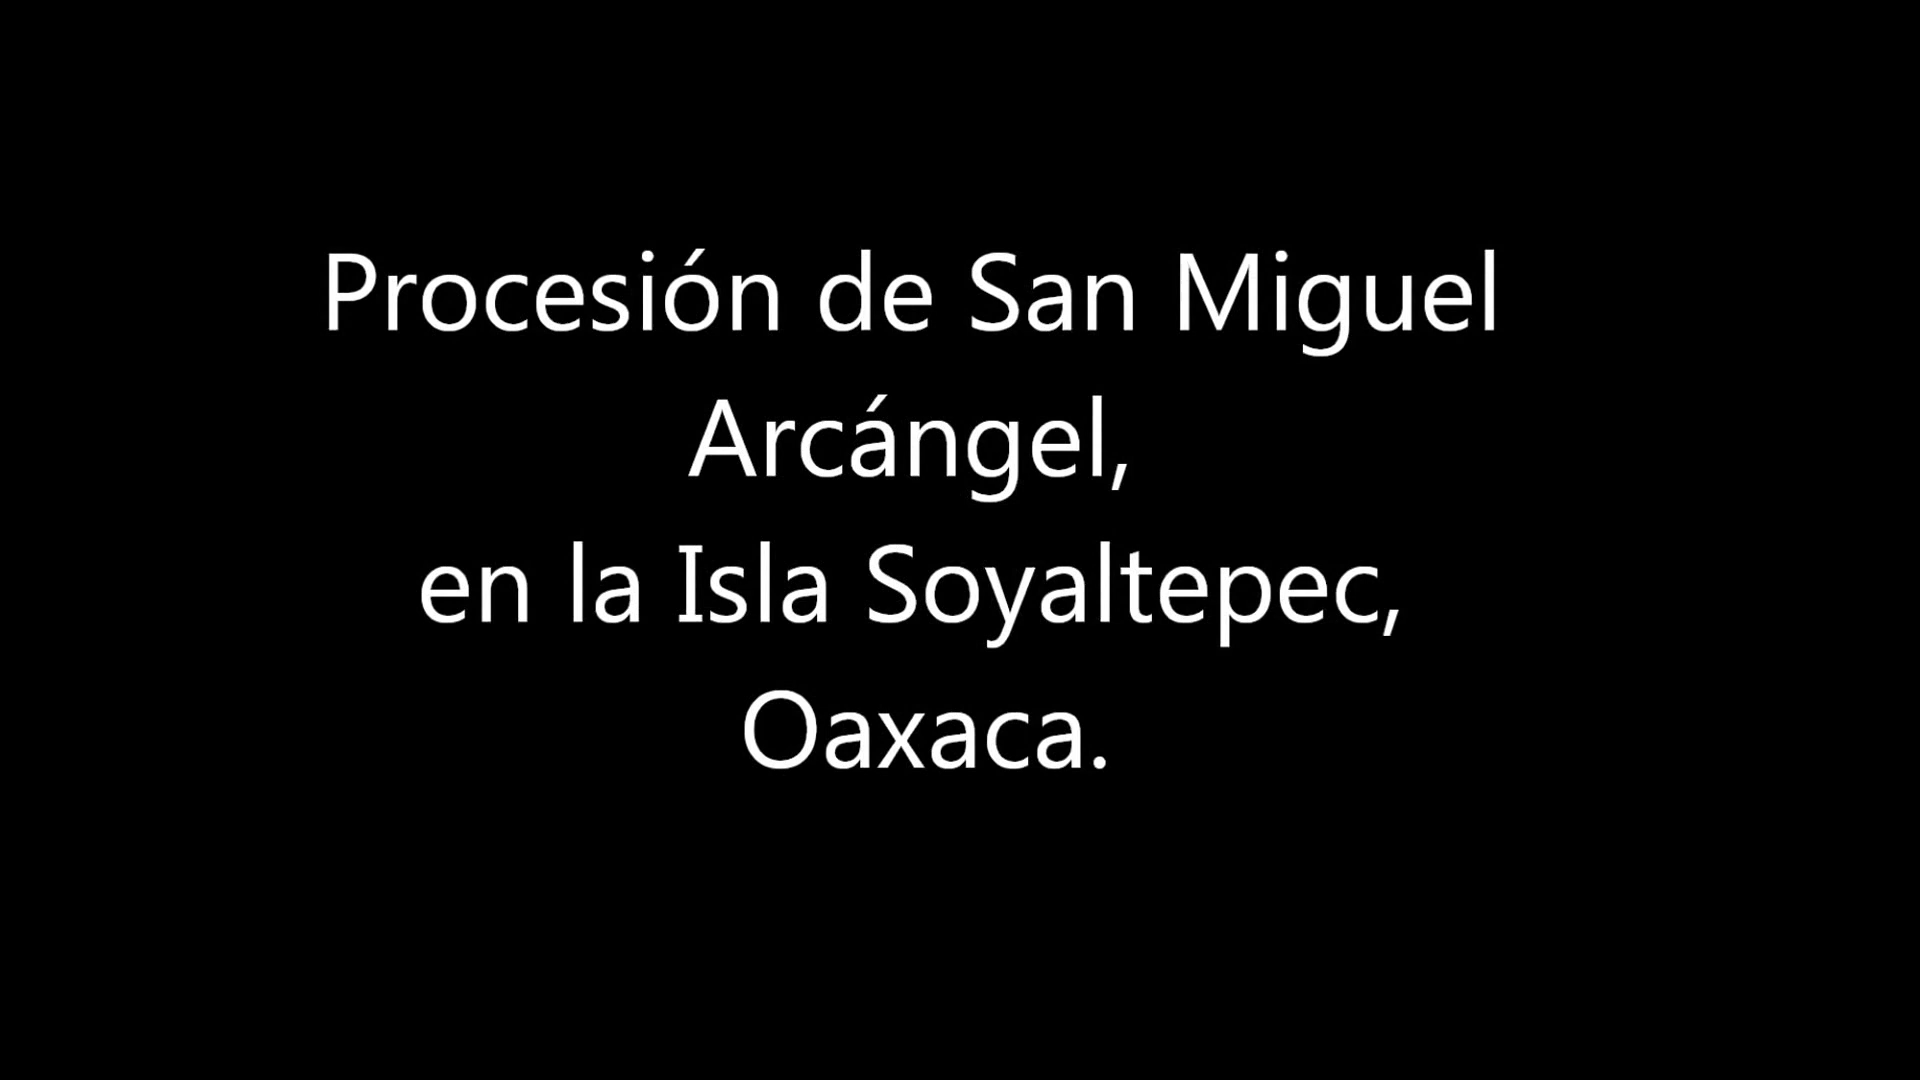 Procesión de San Miguel
Arcángel,
en la Isla Soyaltepec,
Oaxaca.